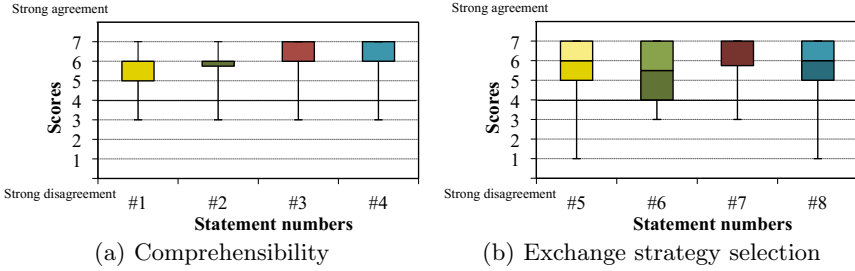 Strong agreement
7
6
5
4
3
2
1
Scores
Strong disagreement
#1 #2 #3 #4
Statement numbers
(a) Comprehensibility
Strong agreement
7
6
5
4
3
2
1
Scores
Strong disagreement
#5 #6 #7 #8
Statement numbers
(b) Exchange strategy selection